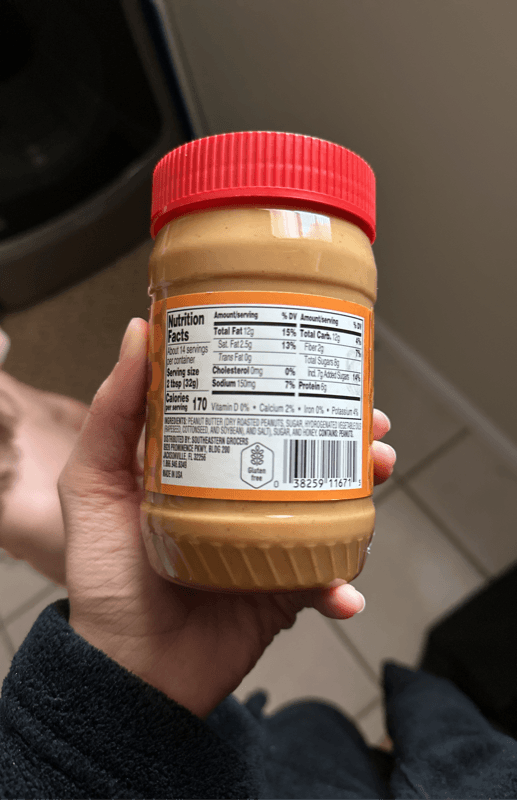 Nutrition
Facts
About 14 servings
per container
Serving size
2 tbsp (32g)
Calories
per serving 170
Amount/serving % DV
Total Fat 12g 15%
Sat. Fat 2.5g 13%
Trans Fat 0g
Cholesterol 0mg 0%
Sodium 150mg 7%
Amount/serving % DV
Total Carb. 12g 4%
Fiber 2g 7%
Total Sugars 8g
Incl. 7g Added Sugars 14%
Protein 6g
Vitamin D 0% • Calcium 2% • Iron 0% • Potassium 4%
INGREDIENTS: PEANUT BUTTER (DRY ROASTED PEANUTS, SUGAR, HYDROGENATED VEGETABLE OILS
COTTONSEED, AND SOYBEAN), AND SALT), SUGAR, AND HONEY. CONTAINS: PEANUTS.
DISTRIBUTED BY: SOUTHEASTERN GROCERS
PROMINENCE PKWY, BLDG 200
JACKSONVILLE, FL 32256
MADE IN USA
Gluten
free
0 38259 11671 3